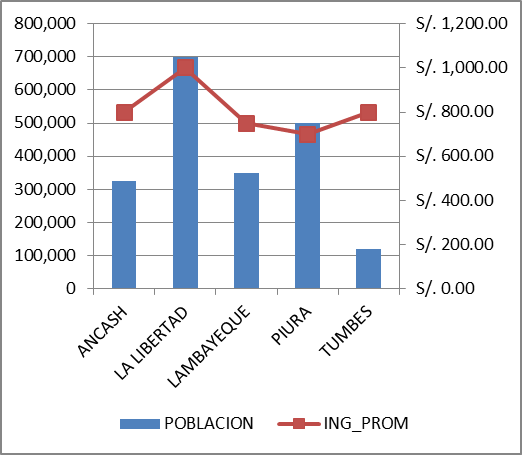 800,000
700,000
600,000
500,000
400,000
300,000
200,000
100,000
0
S/. 1,200.00
S/. 1,000.00
S/. 800.00
S/. 600.00
S/. 400.00
S/. 200.00
S/. 0.00
ANCASH
LA LIBERTAD
LAMBAYEQUE
PIURA
TUMBES
POBLACION
ING_PROM